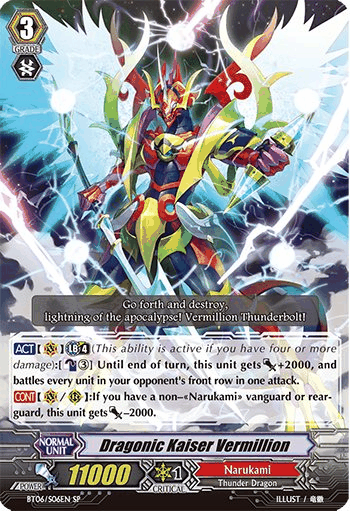 3
GRADE
Go forth and destroy,
lightning of the apocalypse! Vermillion Thunderbolt!
ACT【 】LB4 (This ability is active if you have four or more
damage):[ 3] Until end of turn, this unit gets +2000, and
battles every unit in your opponent's front row in one attack.
CONT【 / 】:If you have a non-«Narukami» vanguard or rear-
guard, this unit gets -2000.
NORMAL
UNIT
Dragonic Kaiser Vermillion
POWER
11000
1
CRITICAL
Narukami
Thunder Dragon
BT06/S06EN SP
ILLUST / 竜徹